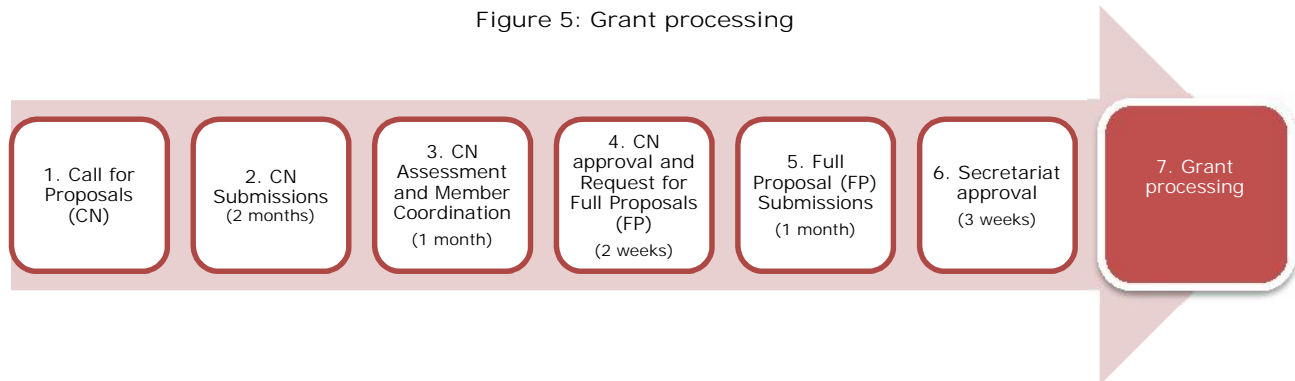 Figure 5: Grant processing
1. Call for
Proposals
(CN)
2. CN
Submissions
(2 months)
3. CN
Assessment
and Member
Coordination
(1 month)
4. CN
approval and
Request for
Full Proposals
(FP)
(2 weeks)
5. Full
Proposal (FP)
Submissions
(1 month)
6. Secretariat
approval
(3 weeks)
7. Grant
processing